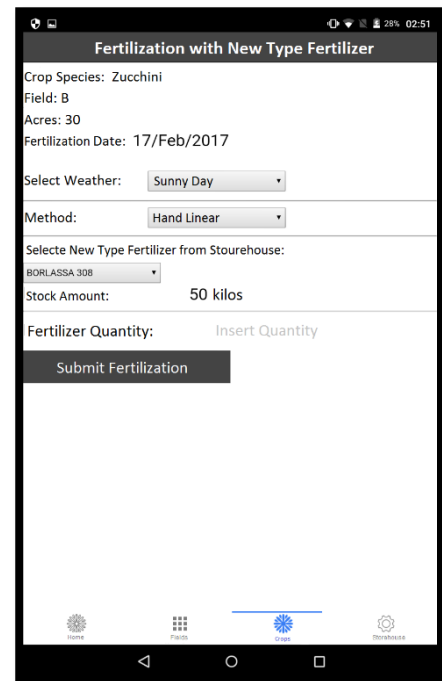 28% 02:51
Fertilization with New Type Fertilizer
Crop Species: Zucchini
Field: B
Acres: 30
Fertilization Date: 17/Feb/2017
Select Weather: Sunny Day
Method: Hand Linear
Selecte New Type Fertilizer from Stourehouse:
BORLASSA 308
Stock Amount: 50 kilos
Fertilizer Quantity: Insert Quantity
Submit Fertilization
Home Fields Crops Storehouse